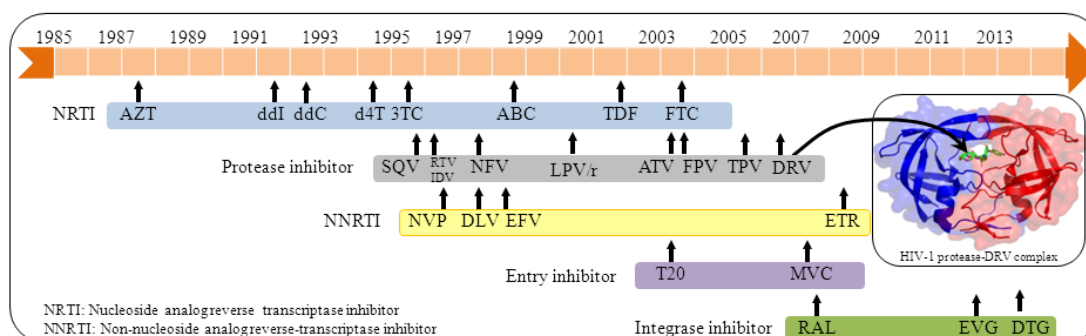 1985 1987 1989 1991 1993 1995 1997 1999 2001 2003 2005 2007 2009 2011 2013
NRTI AZT ddI ddC d4T 3TC ABC TDF FTC
Protease inhibitor SQV RTV IDV NFV LPV/r ATV FPV TPV DRV
NNRTI NVP DLV EFV ETR
HIV-1 protease-DRV complex
Entry inhibitor T20 MVC
NRTI: Nucleoside analogreverse transcriptaseinhibitor
NNRTI: Non-nucleoside analogreverse-transcriptase inhibitor
Integrase inhibitor RAL EVG DTG